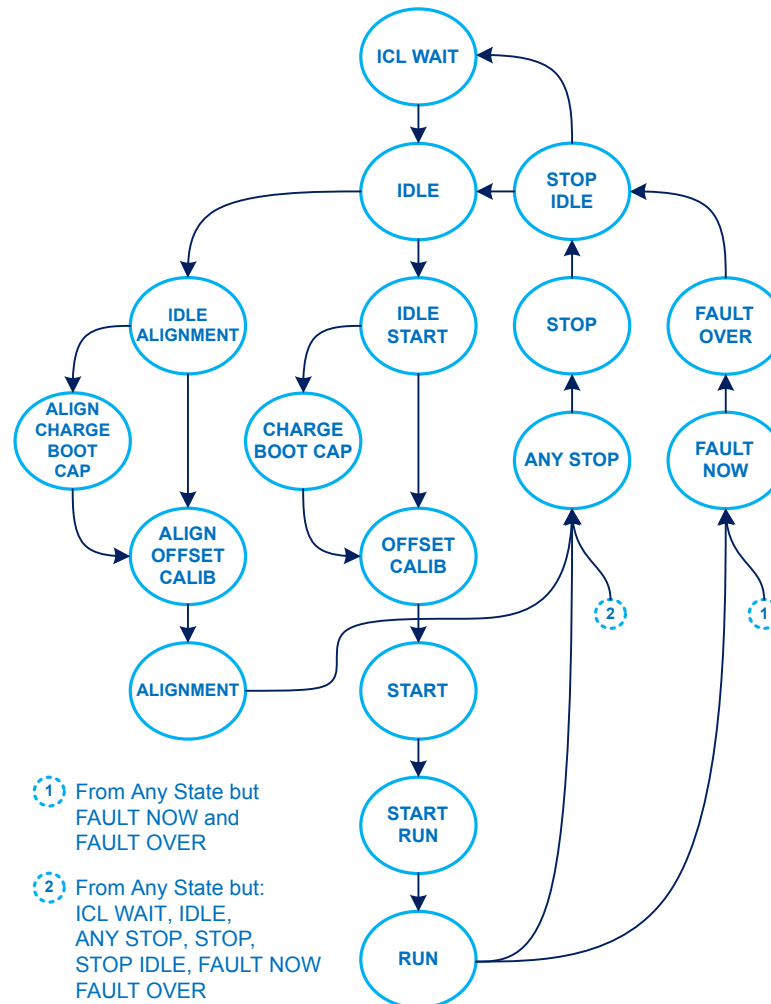 ICL WAIT
IDLE
STOP
IDLE
IDLE
ALIGNMENT
IDLE
START
STOP
FAULT
OVER
ALIGN
CHARGE
BOOT
CAP
CHARGE
BOOT CAP
ANY STOP
FAULT
NOW
ALIGN
OFFSET
CALIB
OFFSET
CALIB
2
1
ALIGNMENT
START
START
RUN
RUN
1 From Any State but
FAULT NOW and
FAULT OVER
2 From Any State but:
ICL WAIT, IDLE,
ANY STOP, STOP,
STOP IDLE, FAULT NOW
FAULT OVER